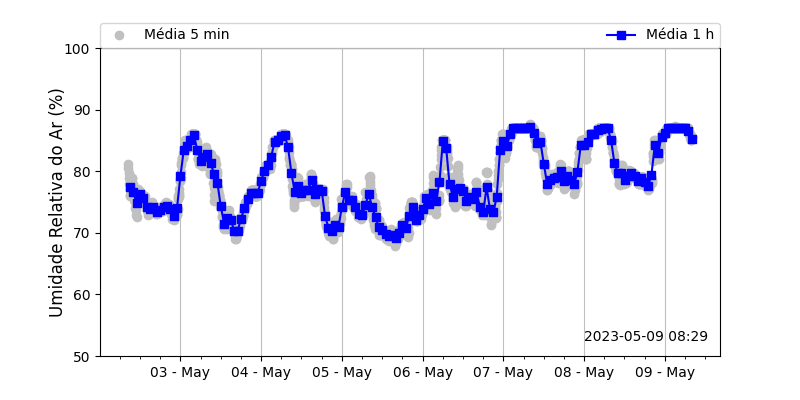 Média 5 min
Média 1 h
Umidade Relativa do Ar (%)
100
90
80
70
60
50
2023-05-09 08:29
03 - May
04 - May
05 - May
06 - May
07 - May
08 - May
09 - May